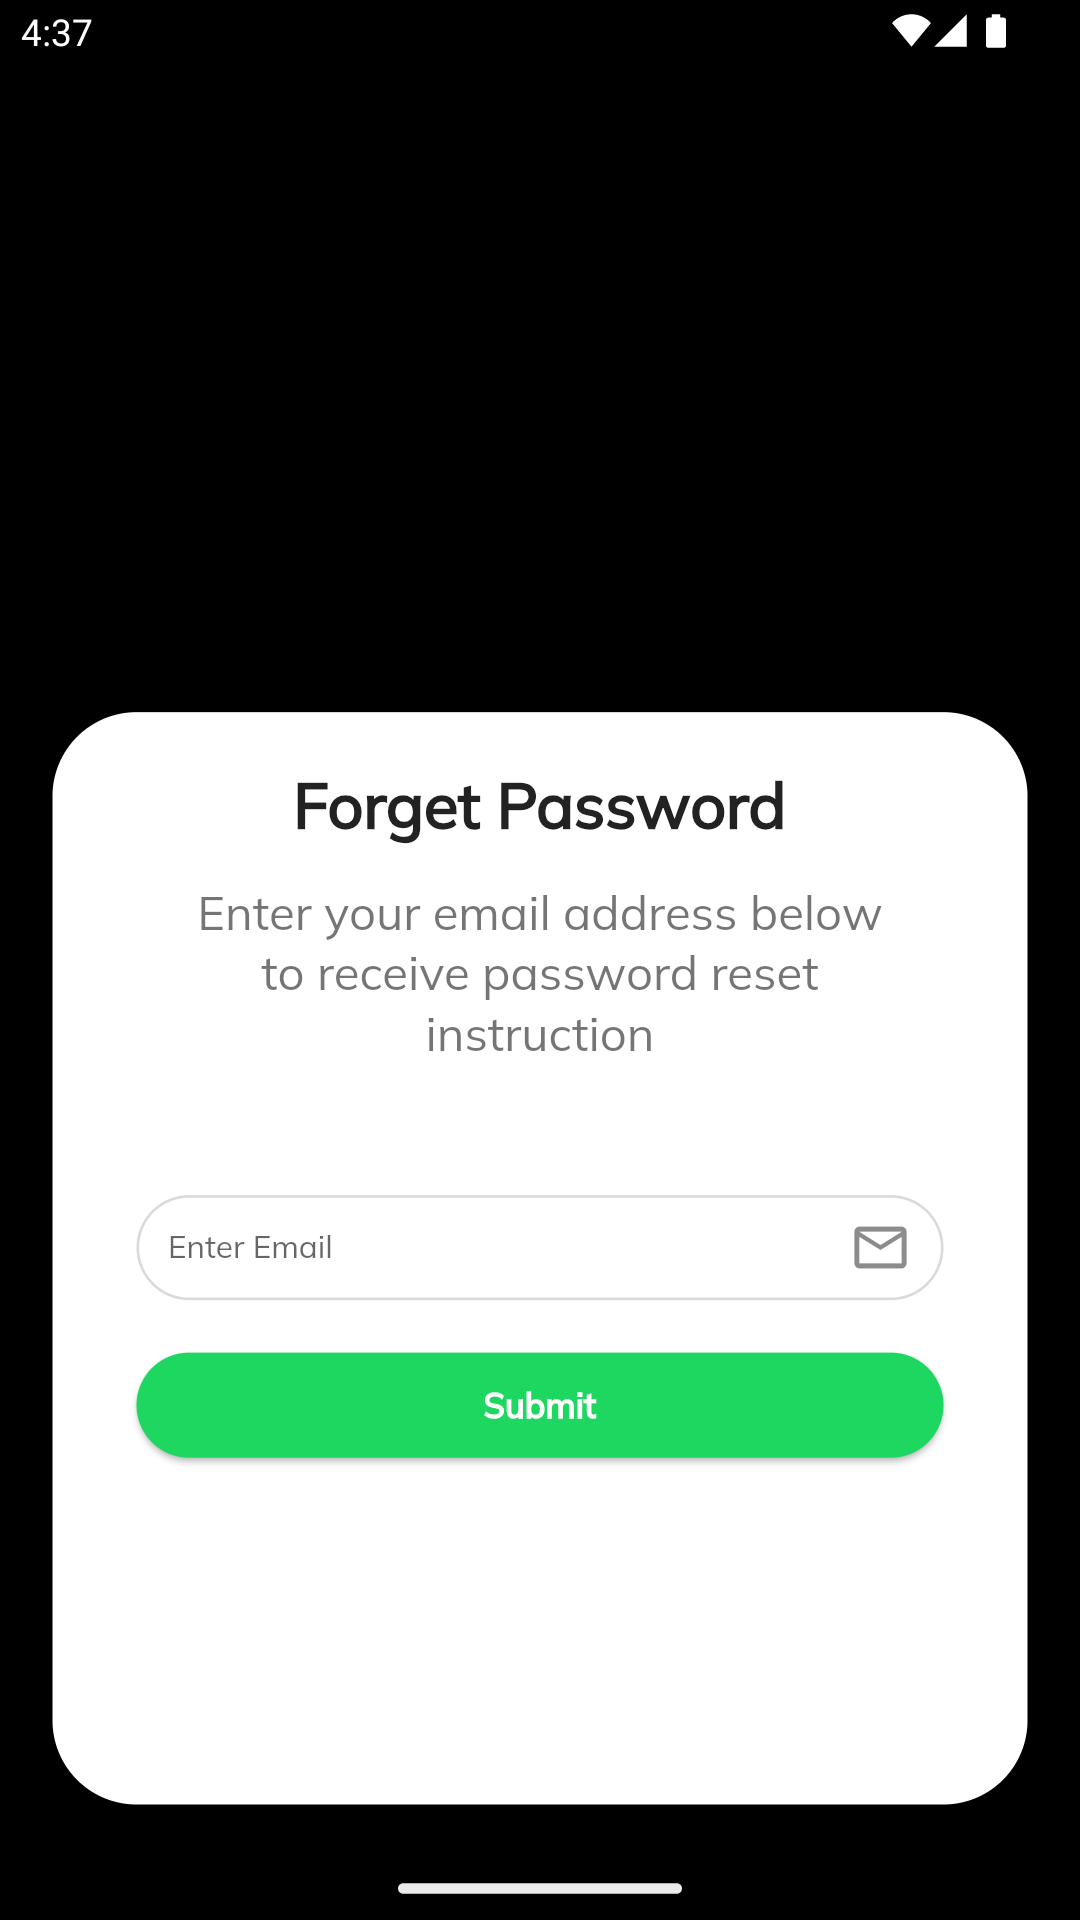 4:37
Forget Password
Enter your email address below
to receive password reset
instruction
Enter Email
Submit